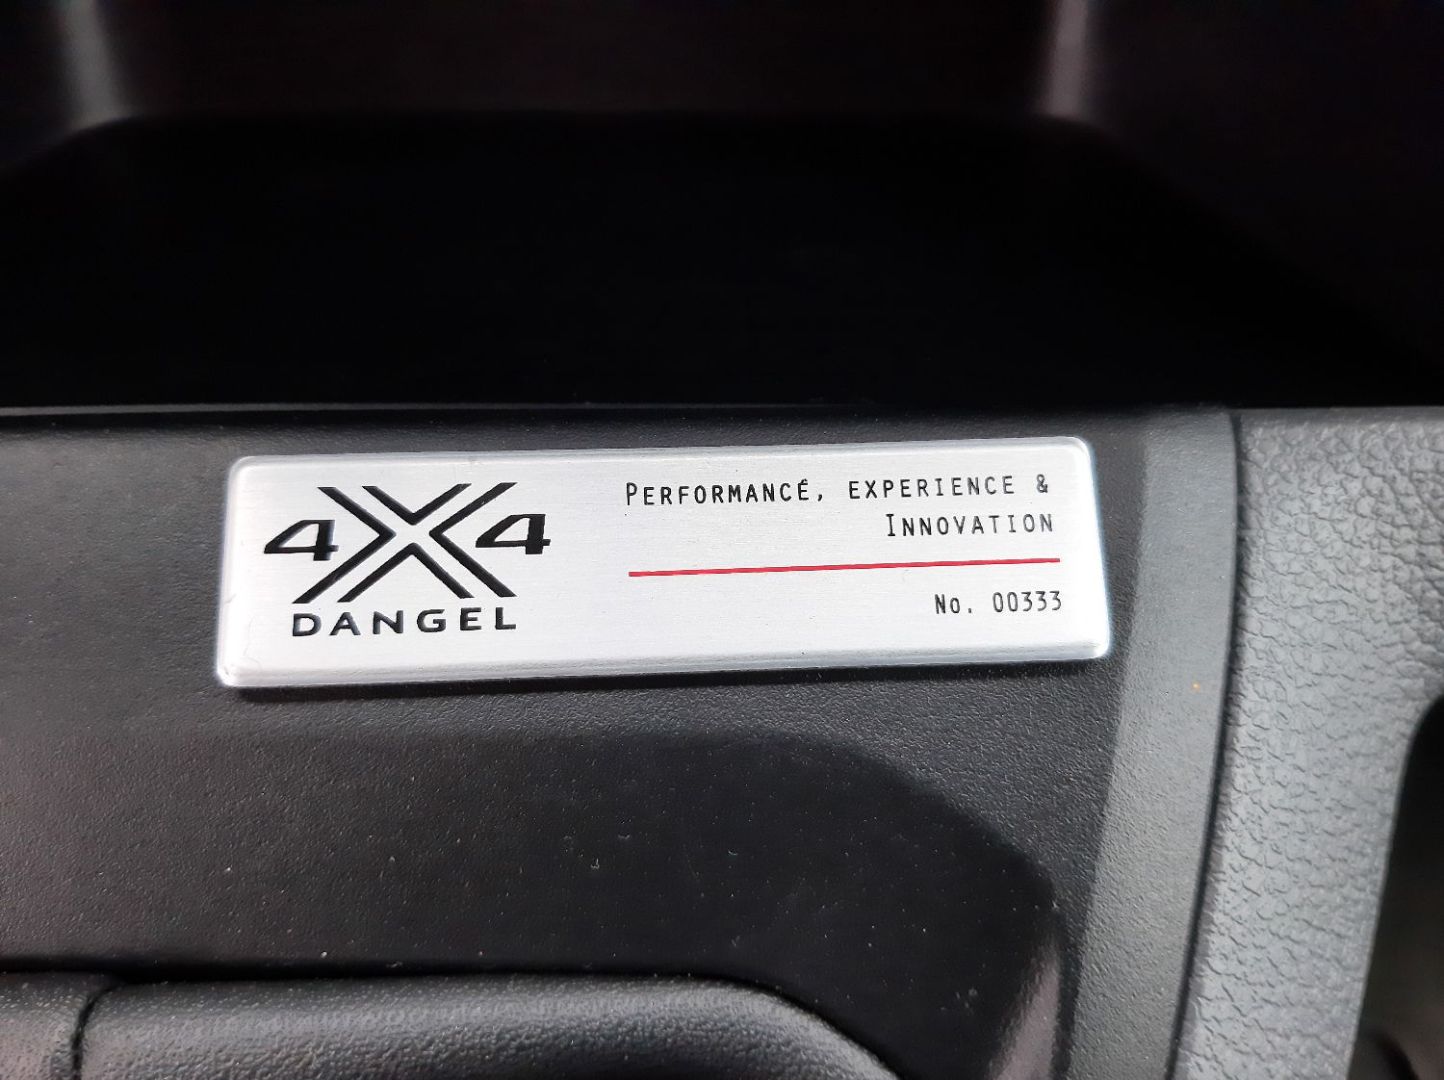 4X4
DANGEL
PERFORMANCÉ, EXPERIENCE &
INNOVATION
No. 00333